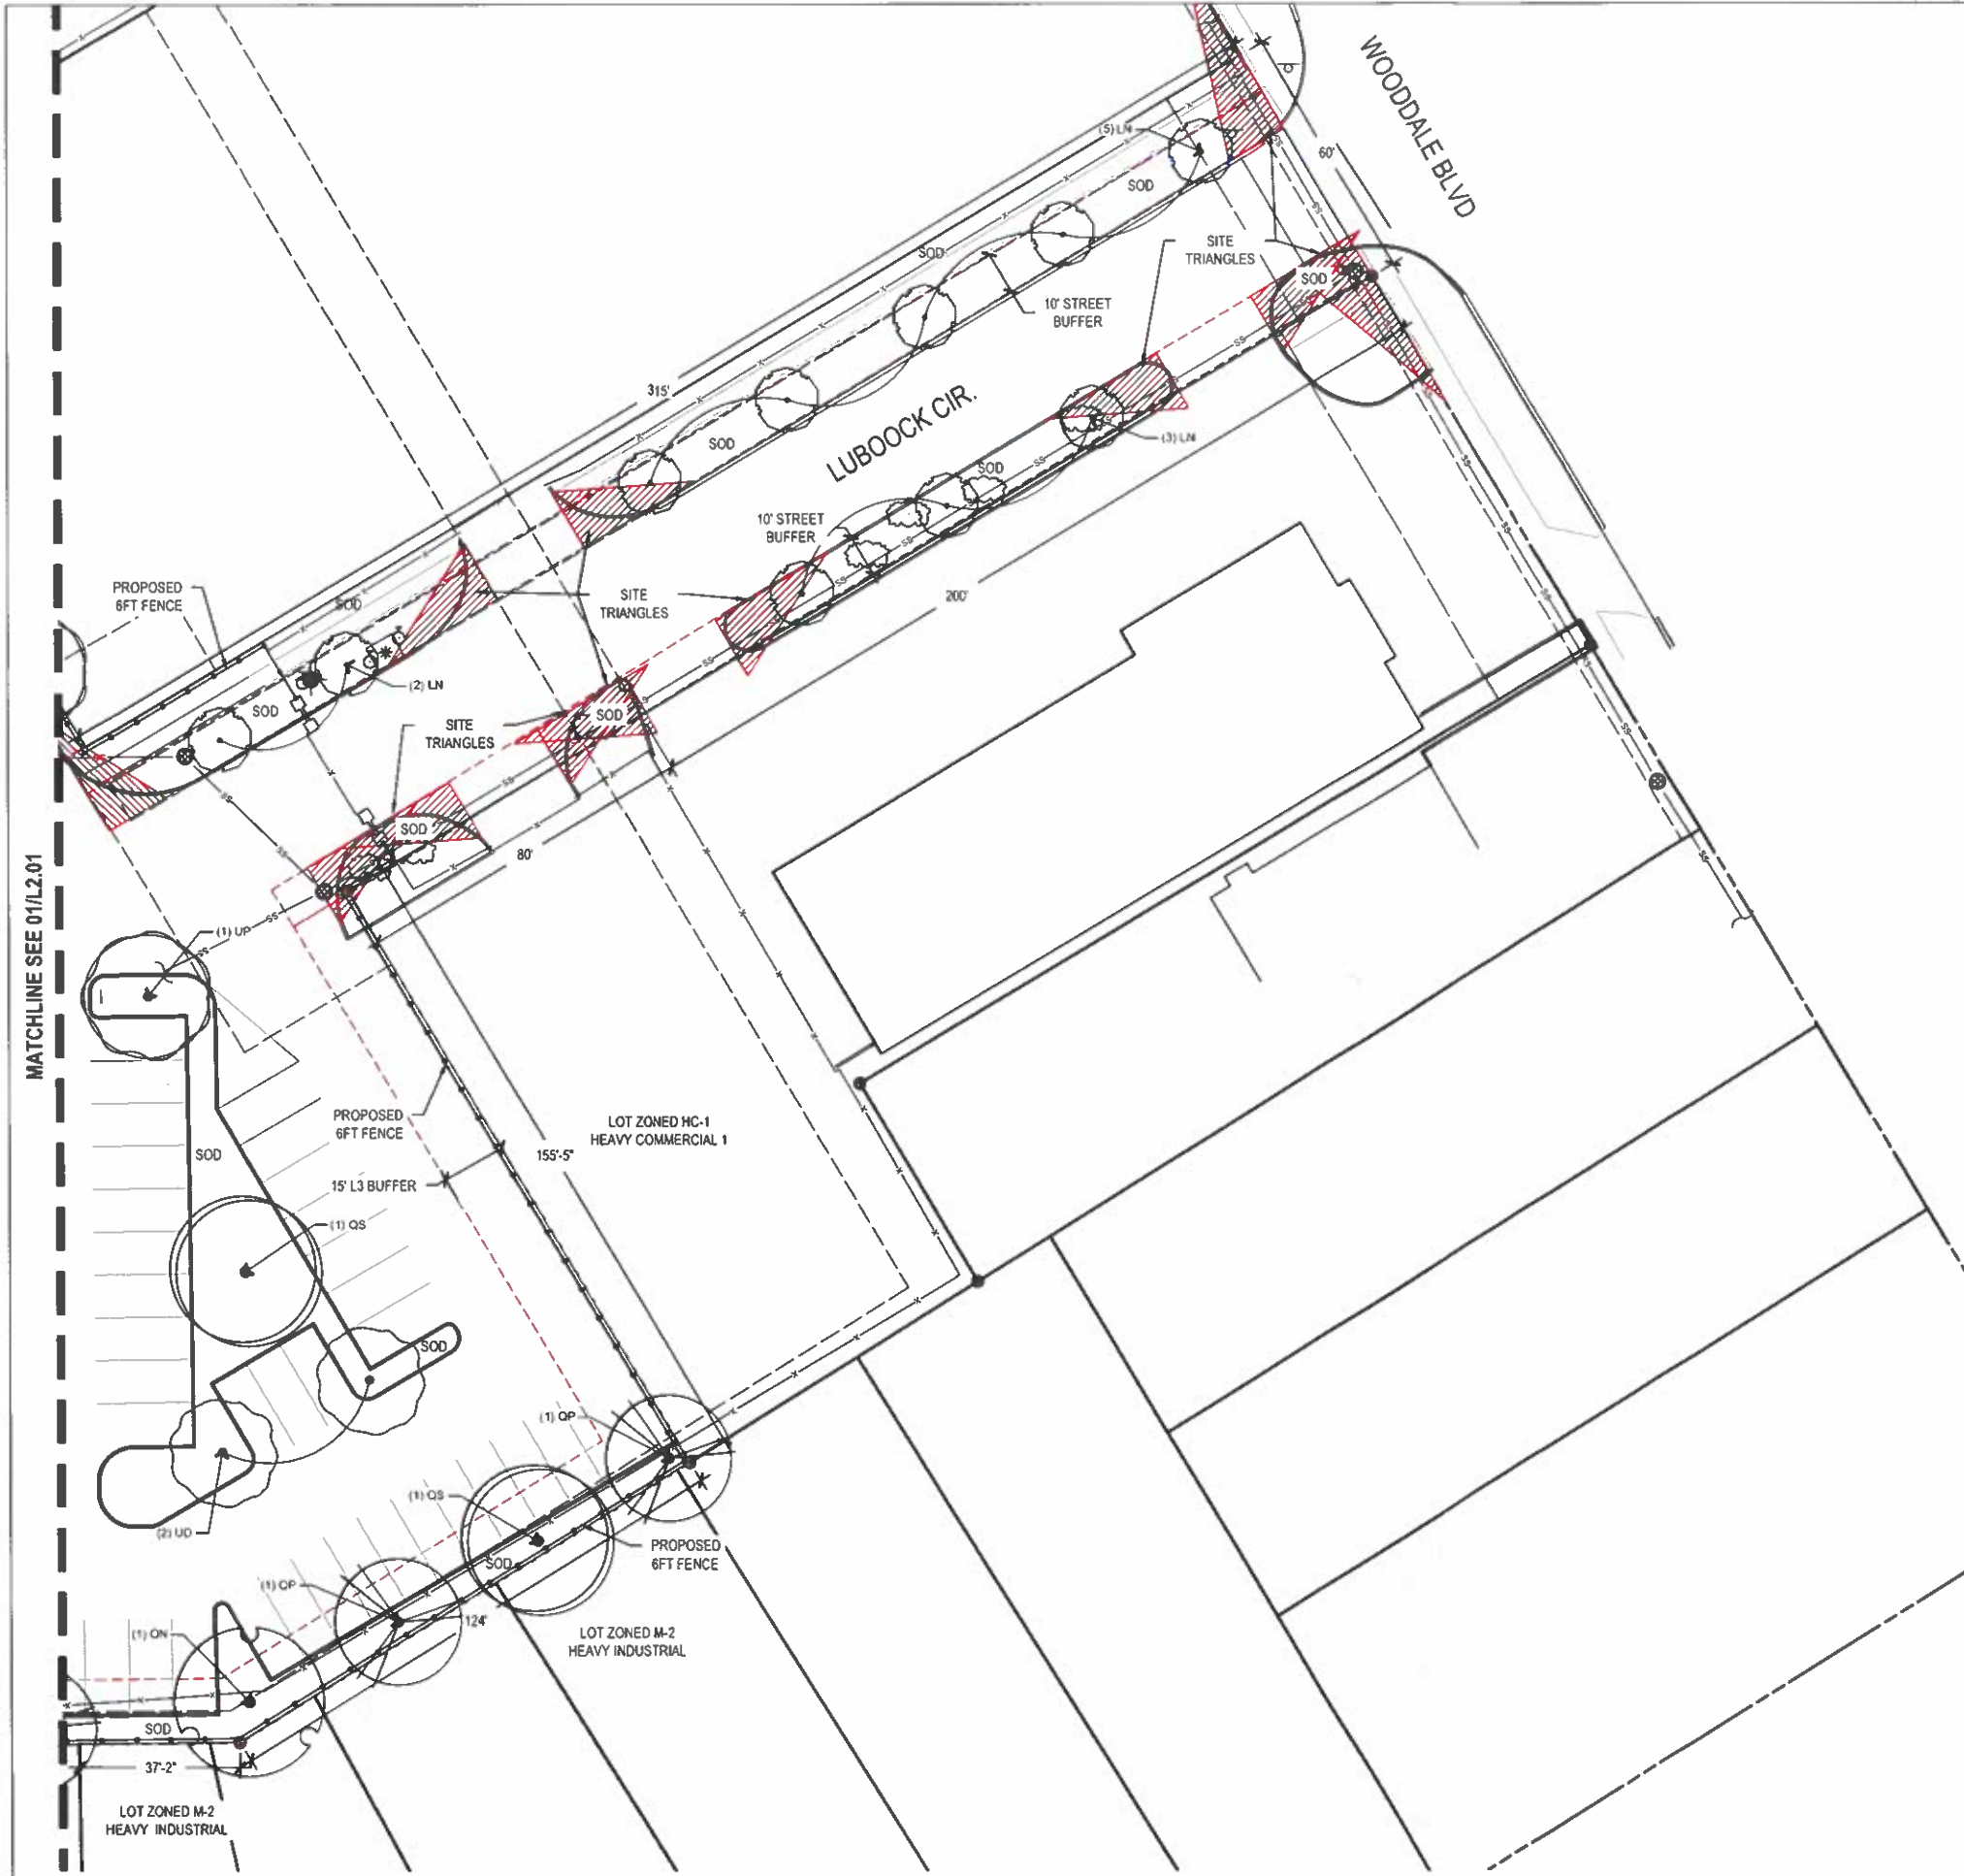 WOODDALE BLVD
(5) LN
60'
SOD
SITE
TRIANGLES
SOD
SOD
10' STREET
BUFFER
315'
LUBOOCK CIR.
SOD
(3) LN
SOD
10' STREET
BUFFER
PROPOSED
6FT FENCE
SOD
SITE
TRIANGLES
200'
(2) LN
SOD
SITE
TRIANGLES
SOD
SOD
80'
MATCHLINE SEE 01/L2.01
(1) UP
PROPOSED
6FT FENCE
LOT ZONED HC-1
HEAVY COMMERCIAL 1
SOD
155'-5"
15' L3 BUFFER
(1) QS
SOD
(1) QP
(1) QS
(2) UD
PROPOSED
6FT FENCE
SOD
(1) QP
124'
(1) QN
LOT ZONED M-2
HEAVY INDUSTRIAL
SOD
37'-2"
LOT ZONED M-2
HEAVY INDUSTRIAL